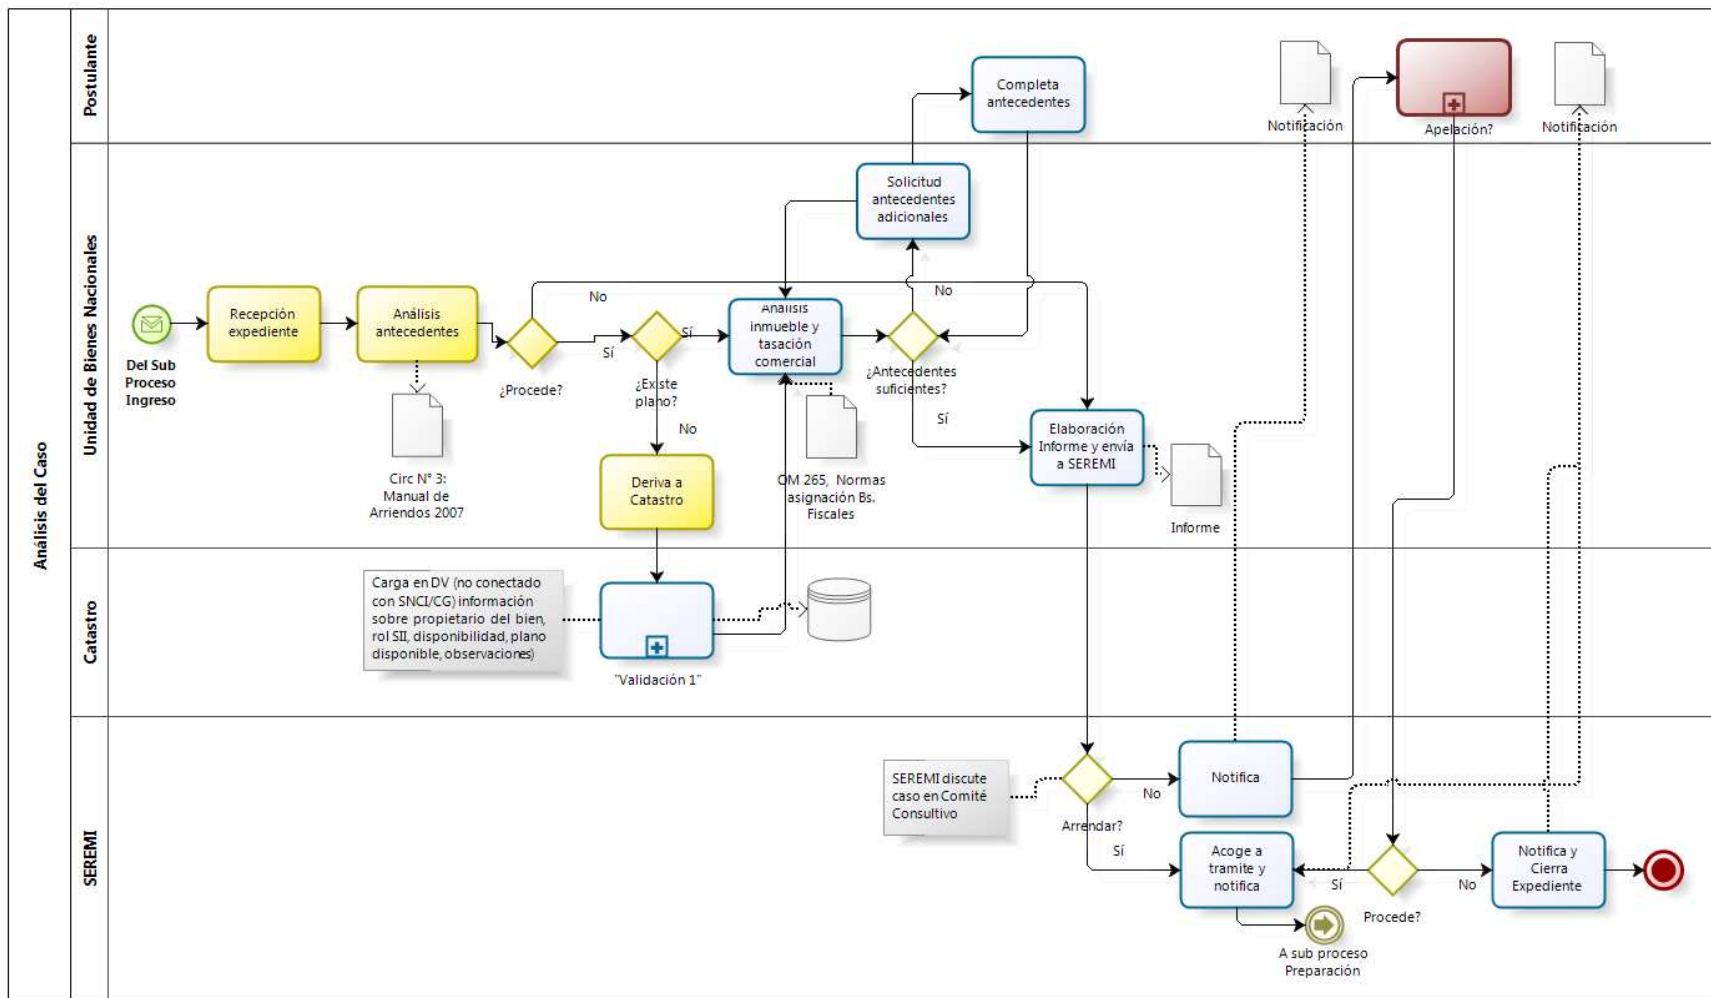 Análisis del Caso
Postulante
Completa
antecedentes
Notificación
Apelación?
Notificación
Unidad de Bienes Nacionales
Solicitud
antecedentes
adicionales
Del Sub
Proceso
Ingreso
Recepción
expediente
Análisis
antecedentes
Circ N° 3:
Manual de
Arriendos 2007
¿Procede?
No
Sí
¿Existe
plano?
Sí
No
Deriva a
Catastro
Análisis
inmueble y
tasación
comercial
OM 265, Normas
asignación Bs.
Fiscales
¿Antecedentes
suficientes?
No
Sí
Elaboración
Informe y envía
a SEREMI
Informe
Catastro
Carga en DV (no conectado
con SNCI/CG) información
sobre propietario del bien,
rol SII, disponibilidad, plano
disponible, observaciones)
"Validación 1"
SEREMI
SEREMI discute
caso en Comité
Consultivo
Arrendar?
No
Sí
Notifica
Acoge a
tramite y
notifica
Sí
Procede?
No
Notifica y
Cierra
Expediente
A sub proceso
Preparación